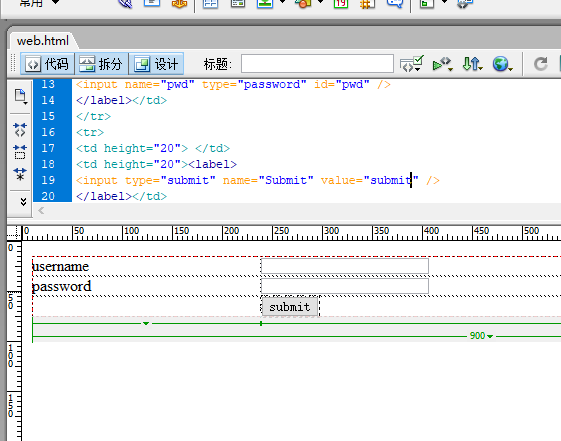 常用
19
web.html
代码 拆分 设计 标题:
13 <input name="pwd" type="password" id="pwd" />
14 </label></td>
15 </tr>
16 <tr>
17 <td height="20"> </td>
18 <td height="20"><label>
19 <input type="submit" name="Submit" value="submit" />
20 </label></td>
0 50 100 150 200 250 300 350 400 450 500
0
50
100
150
username
password
submit
900